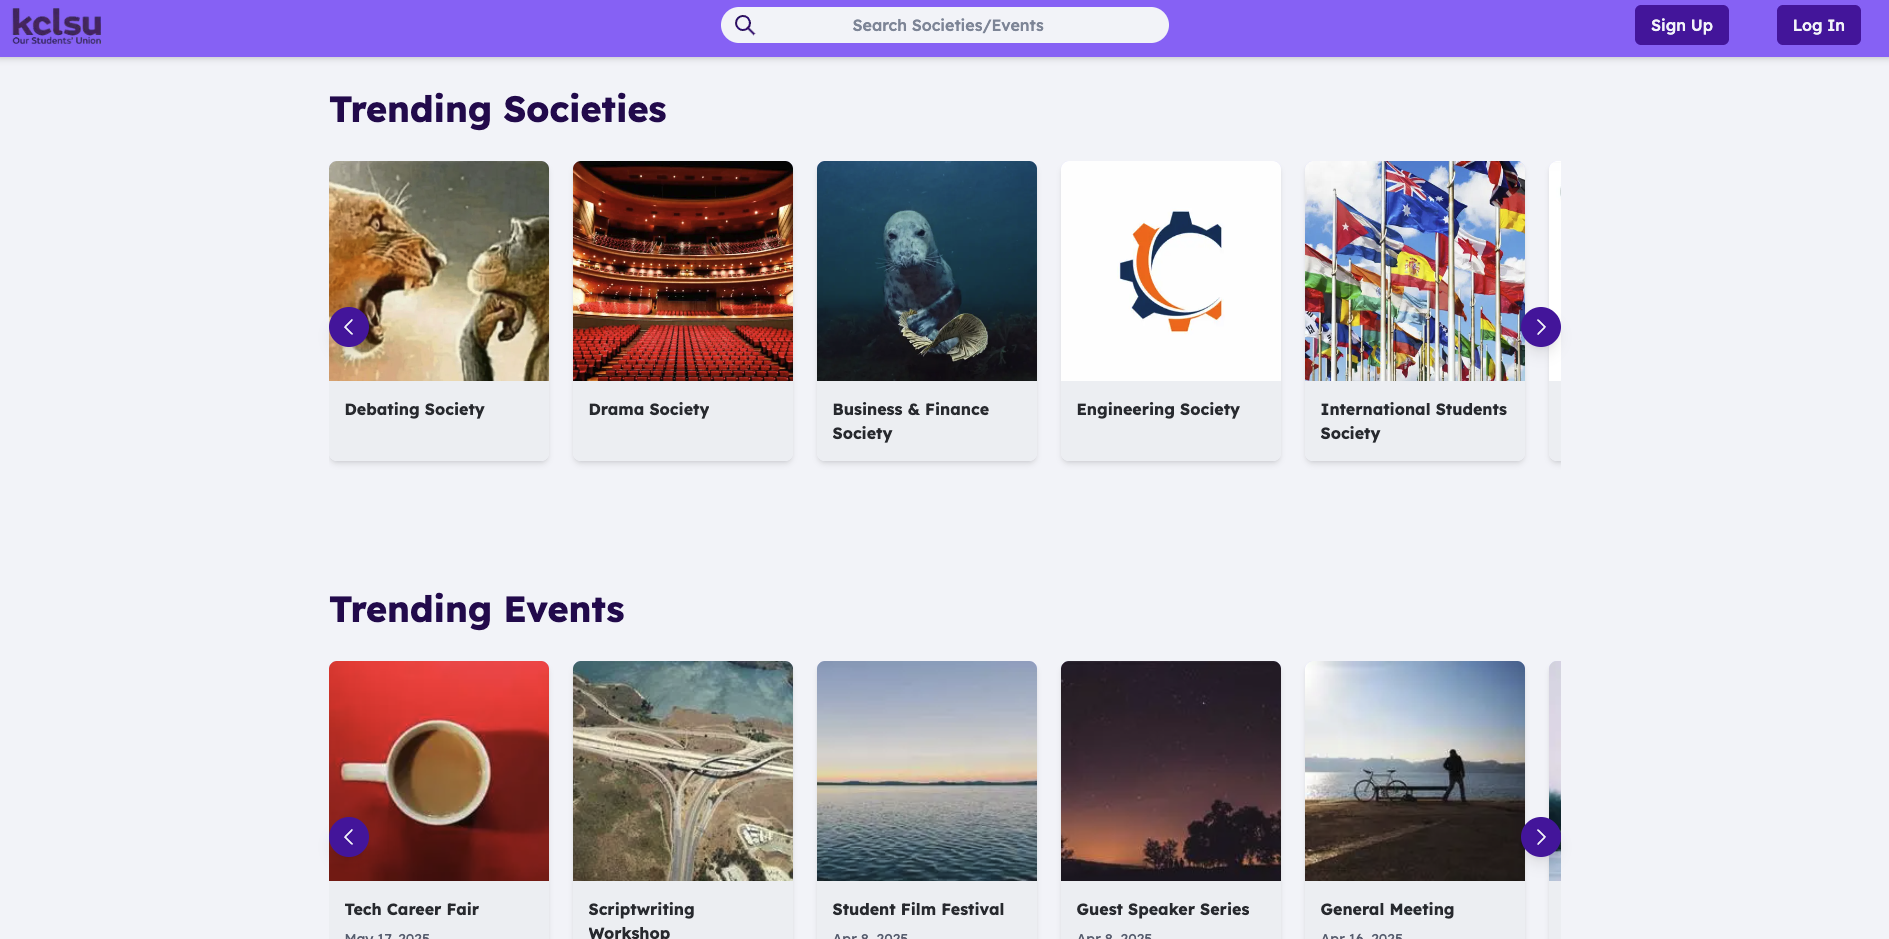 kclsu
Our Students' Union
Search Societies/Events
Sign Up
Log In
Trending Societies
Debating Society
Drama Society
Business & Finance
Society
Engineering Society
International Students
Society
Trending Events
Tech Career Fair
May 17, 2025
Scriptwriting
Workshop
Student Film Festival
Apr 8, 2025
Guest Speaker Series
Apr 8, 2025
General Meeting
Apr 16, 2025